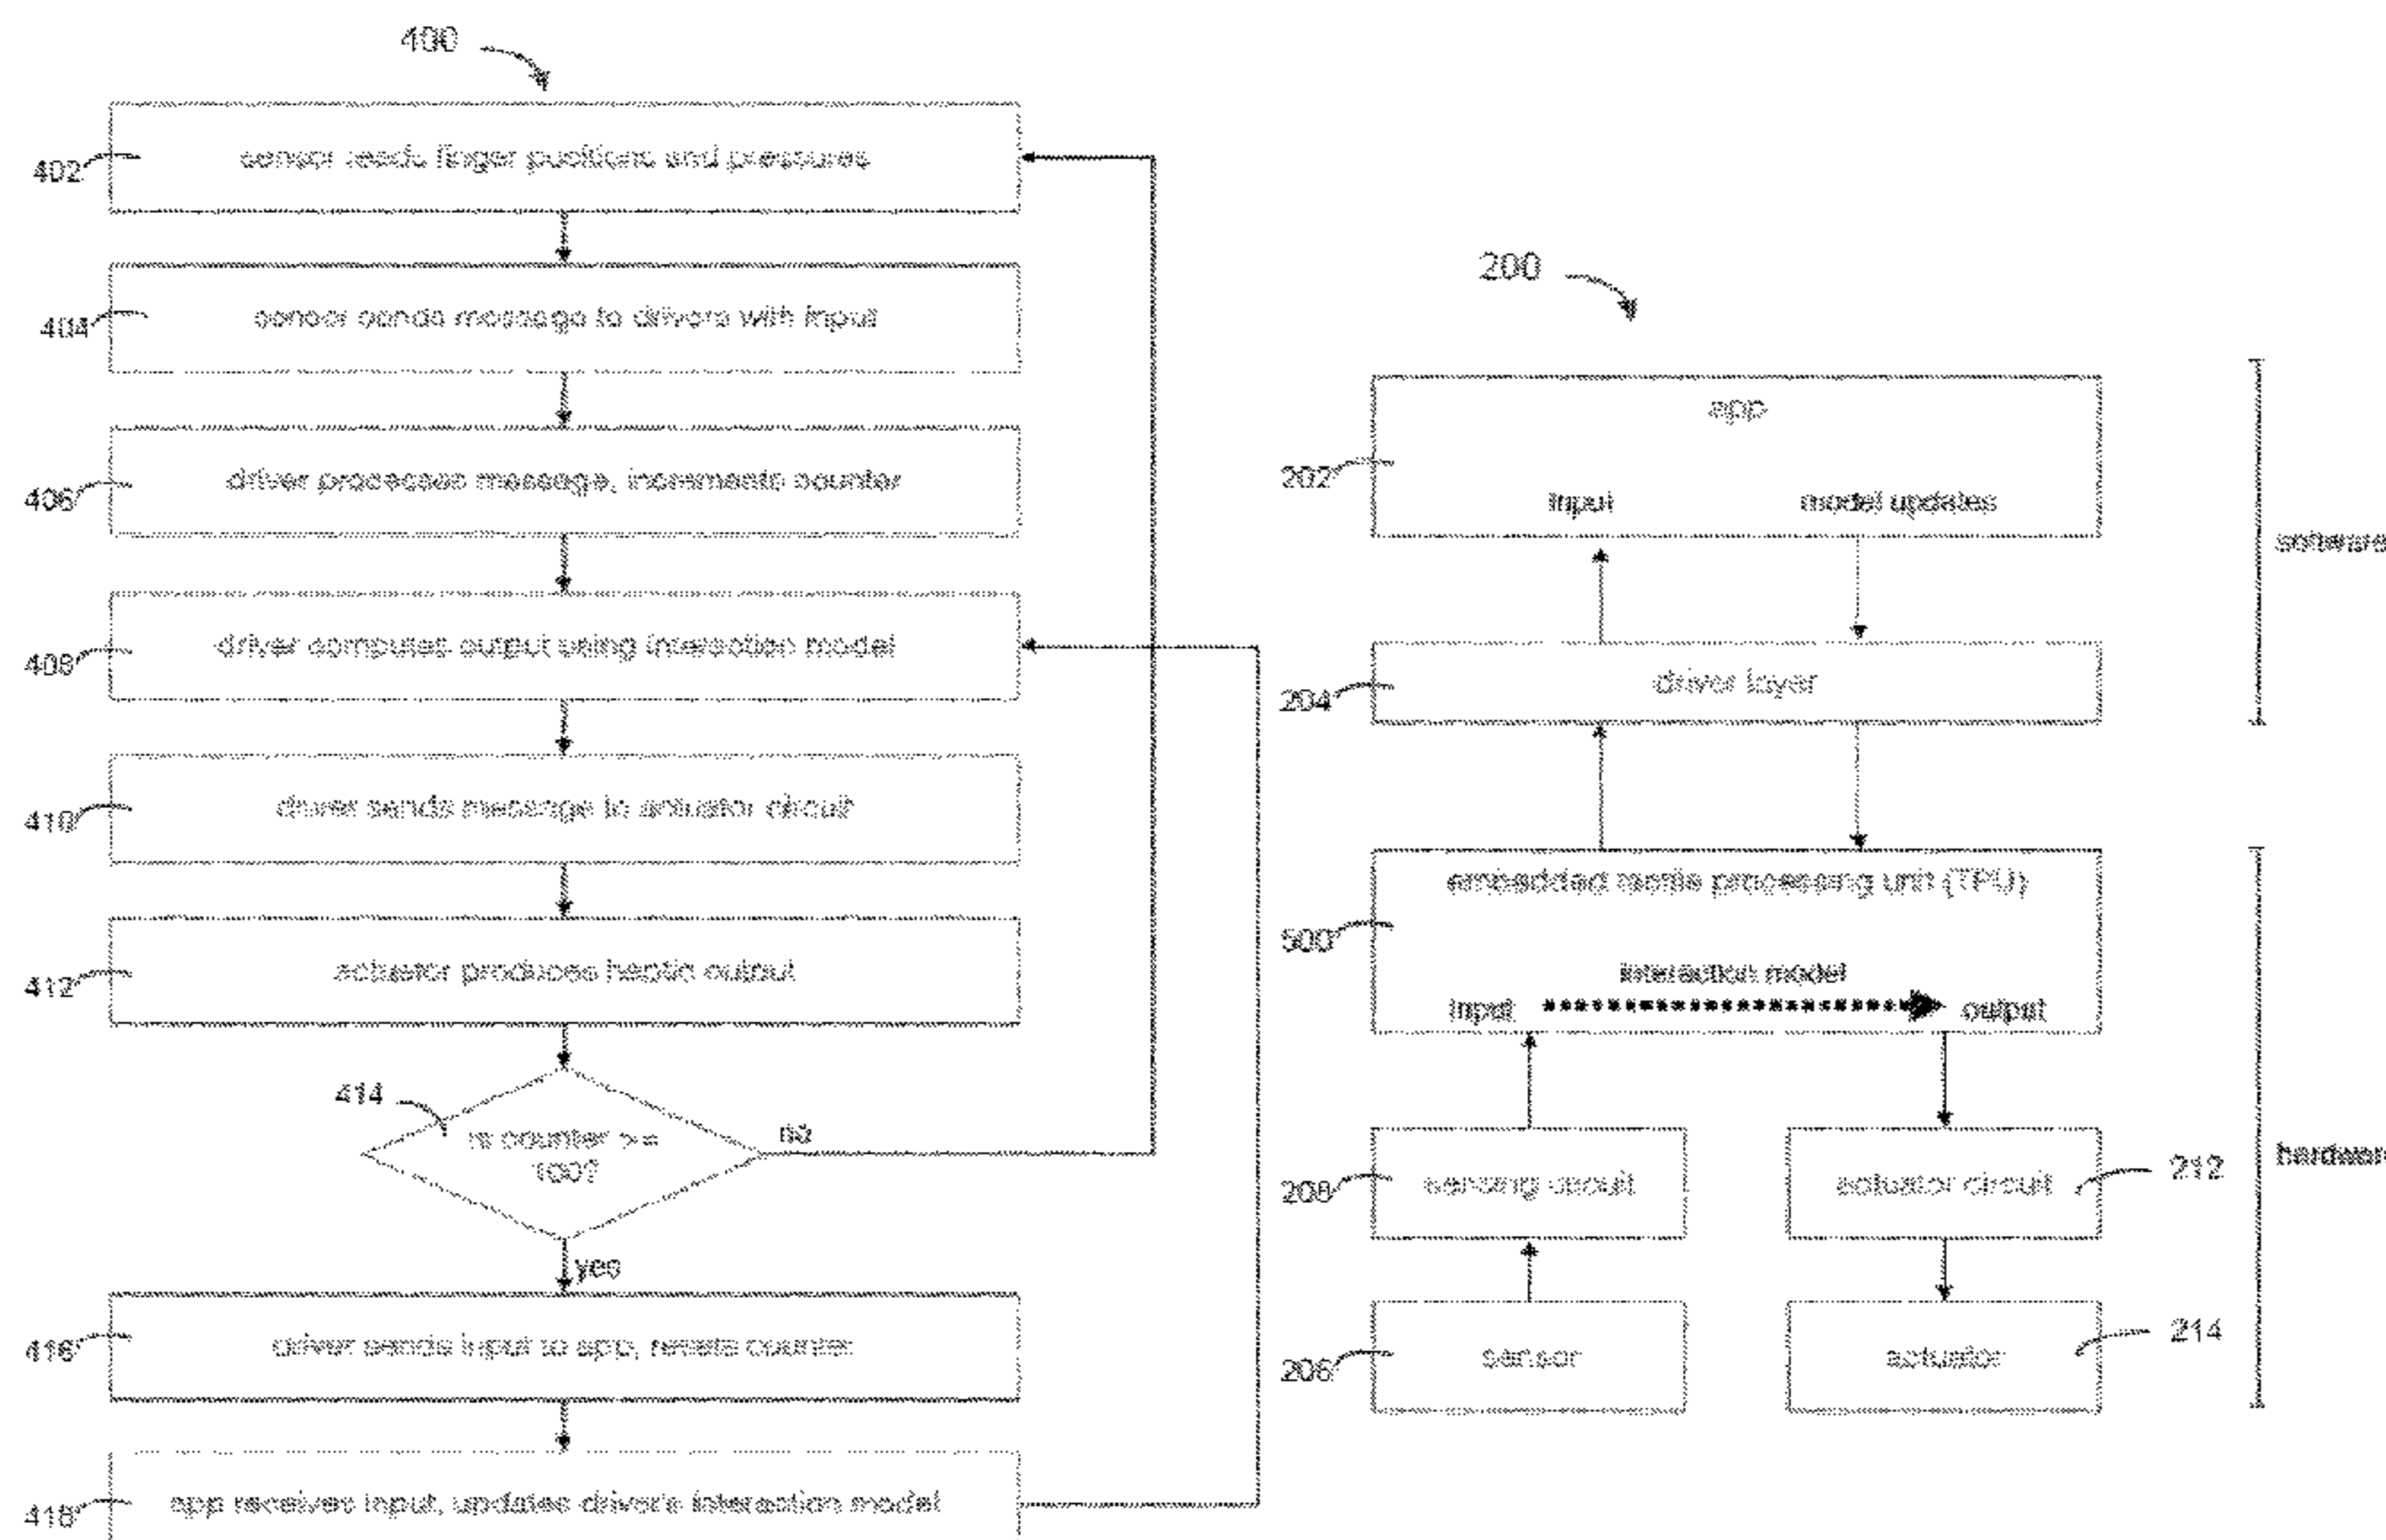 400
402
sensor reads finger positions and pressures
404
sensor sends message to drivers with input
406
driver processes message, increments counter
408
driver computes output using interaction model
410
driver sends message to actuator circuit
412
actuator produces haptic output
414
is counter >=
100?
no
yes
416
driver sends input to app, resets counter
418
app receives input, updates driver's interaction model
200
app
202
input model updates
software
204
driver layer
embedded tactile processing unit (TPU)
500
interaction model
input output
hardware
208
sensing circuit
actuator circuit
212
206
sensor
actuator
214